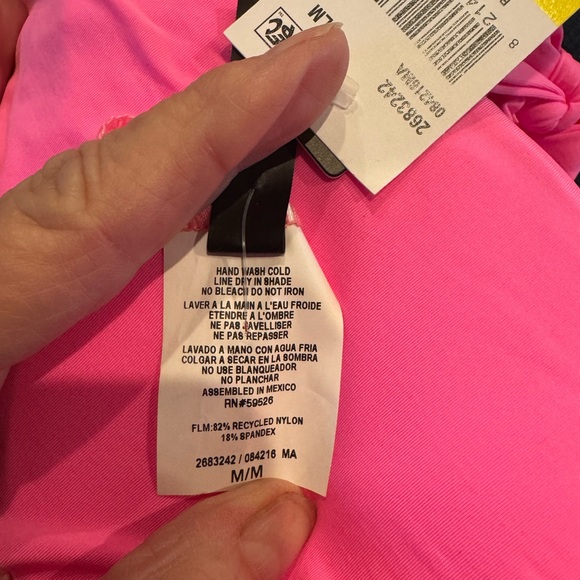 LM
2683242
084216MA
HAND WASH COLD
LINE DRY IN SHADE
NO BLEACH DO NOT IRON
LAVER A LA MAIN A L'EAU FROIDE
ETENDRE A L'OMBRE
NE PAS JAVELLISER
NE PAS REPASSER
LAVADO A MANO CON AGUA FRIA
COLGAR A SECAR EN LA SOMBRA
NO USE BLANQUEADOR
NO PLANCHAR
ASSEMBLED IN MEXICO
RN#59526
FLM:82% RECYCLED NYLON
18% SPANDEX
2683242 / 084216 MA
M/M